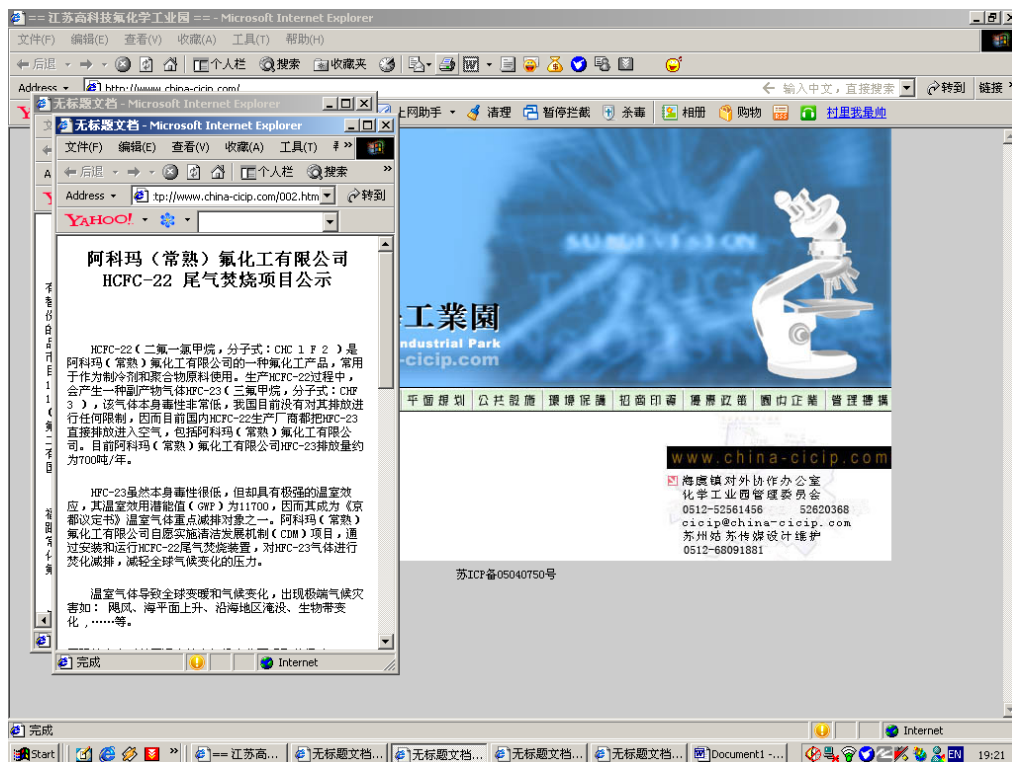 == 江苏高科技氟化学工业园 == - Microsoft Internet Explorer
文件(F) 编辑(E) 查看(V) 收藏(A) 工具(T) 帮助(H)
后退 个人栏 搜索 收藏夹
Address http://www.china-cicip.com/ 输入中文，直接搜索 转到 链接
上网助手 清理 暂停拦截 杀毒 相册 购物 村里我最帅
无标题文档 - Microsoft Internet Explorer
无标题文档 - Microsoft Internet Explorer
文件(F) 编辑(E) 查看(V) 收藏(A) 工具(T)
后退 个人栏 搜索
Address tp://www.china-cicip.com/002.htm 转到
YAHOO!
阿科玛（常熟）氟化工有限公司
HCFC-22 尾气焚烧项目公示
HCFC-22（二氟一氯甲烷，分子式：CHC l F 2 ）是
阿科玛（常熟）氟化工有限公司的一种氟化工产品，常用
于作为制冷剂和聚合物原料使用。生产HCFC-22过程中，
会产生一种副产物气体HFC-23（三氟甲烷，分子式：CHF
3 ），该气体本身毒性非常低，我国目前没有对其排放进
行任何限制，因而目前国内HCFC-22生产厂商都把HFC-23
直接排放进入空气，包括阿科玛（常熟）氟化工有限公
司。目前阿科玛（常熟）氟化工有限公司HFC-23排放量约
为700吨/年。
HFC-23虽然本身毒性很低，但却具有极强的温室效
应，其温室效用潜能值（GWP）为11700，因而其成为《京
都议定书》温室气体重点减排对象之一。阿科玛（常熟）
氟化工有限公司自愿实施清洁发展机制（CDM）项目，通
过安装和运行HCFC-22尾气焚烧装置，对HFC-23气体进行
焚化减排，减轻全球气候变化的压力。
温室气体导致全球变暖和气候变化，出现极端气候灾
害如： 飓风、海平面上升、沿海地区淹没、生物带变
化，……等。
完成 Internet
SUBDIVISION
工業園
ndustrial Park
-cicip.com
平面規划 公共設施 環境保護 招商印資 優惠政策 園內正業 管理機構
www.china-cicip.com
海虞镇对外协作办公室
化学工业园管理委员会
0512-52561456 52620368
cicip@china-cicip.com
苏州姑苏传媒设计维护
0512-68091881
苏ICP备05040750号
完成 Internet
Start == 江苏高... 无标题文档... 无标题文档... 无标题文档... 无标题文档... Document1 -... EN 19:21